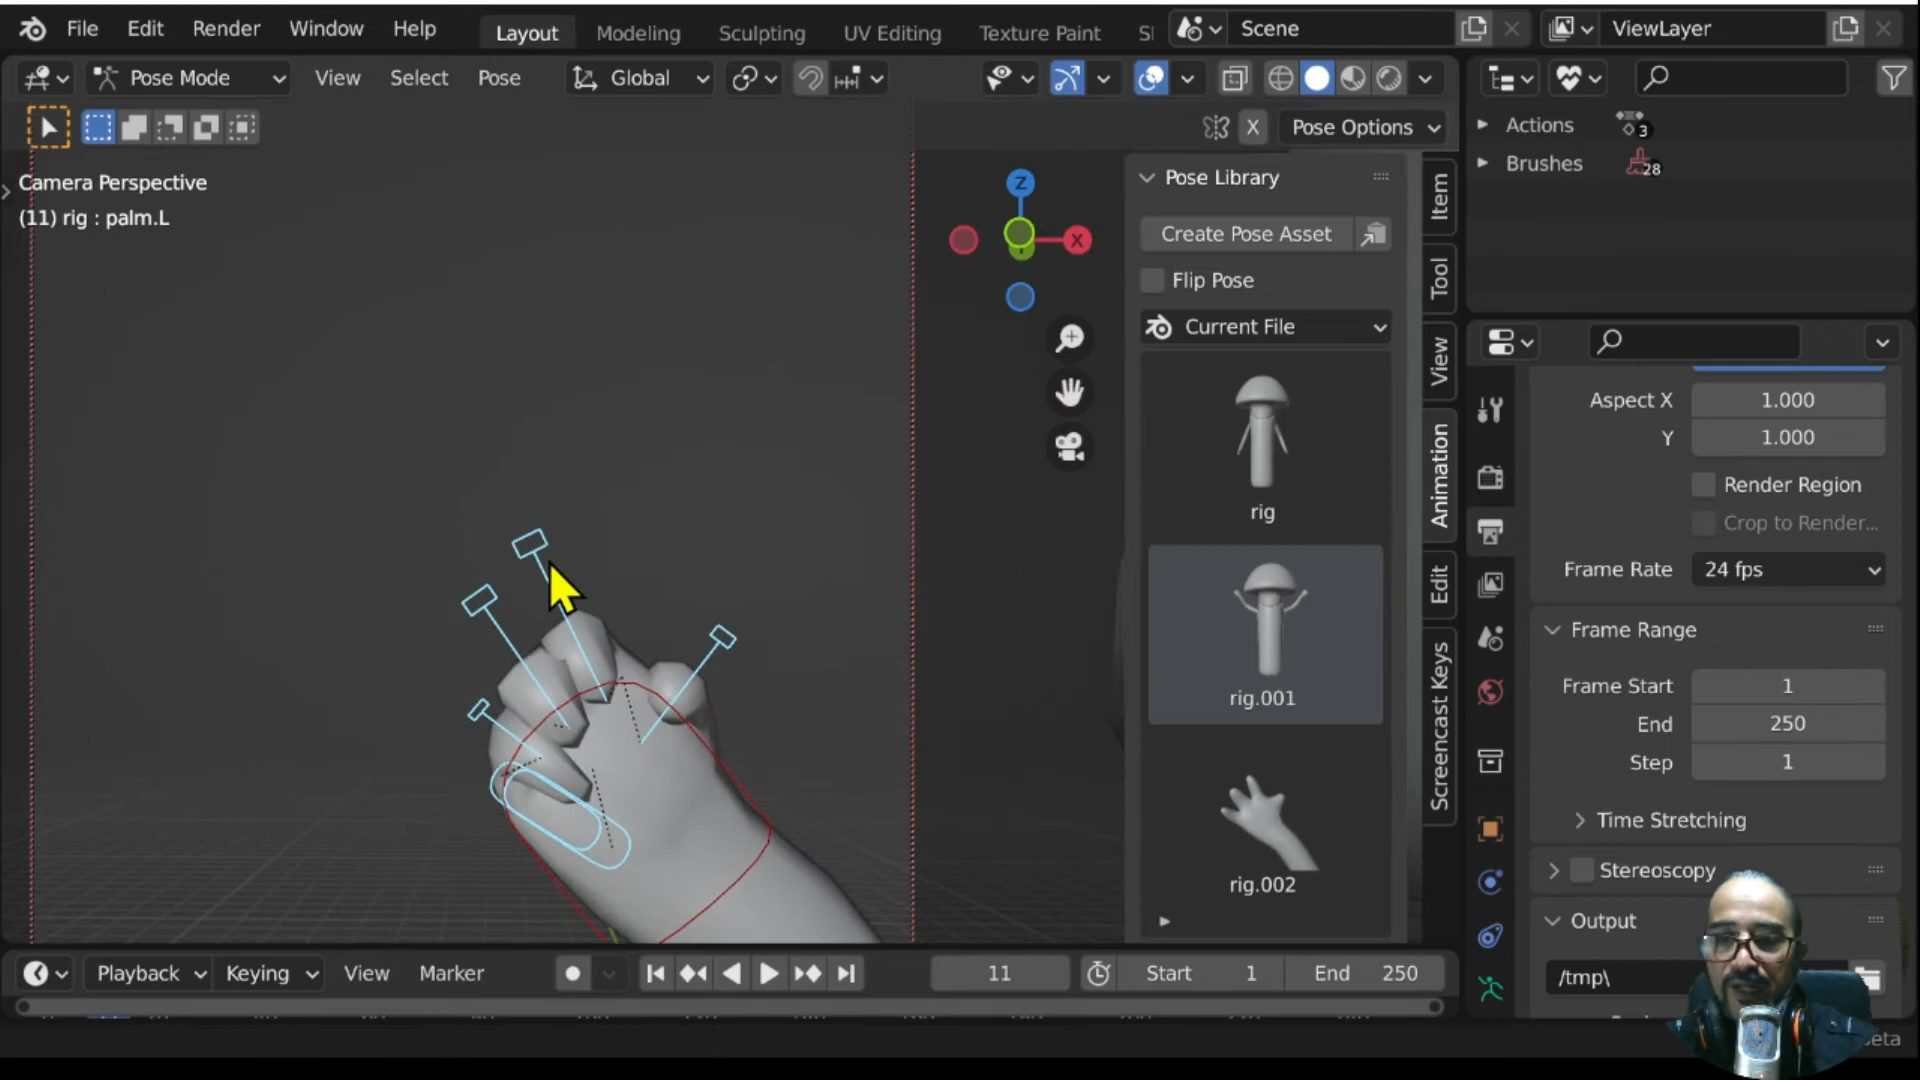 File Edit Render Window Help Layout Modeling Sculpting UV Editing Texture Paint Scene ViewLayer
Pose Mode View Select Pose Global
X Pose Options
Camera Perspective
(11) rig : palm.L
Z
X
Pose Library
Create Pose Asset
Flip Pose
Current File
rig
rig.001
rig.002
Item
Tool
View
Animation
Edit
Screencast Keys
Actions 3
Brushes 28
Aspect X 1.000
Y 1.000
Render Region
Crop to Render...
Frame Rate 24 fps
Frame Range
Frame Start 1
End 250
Step 1
Time Stretching
Stereoscopy
Output
/tmp\
Playback Keying View Marker 11 Start 1 End 250